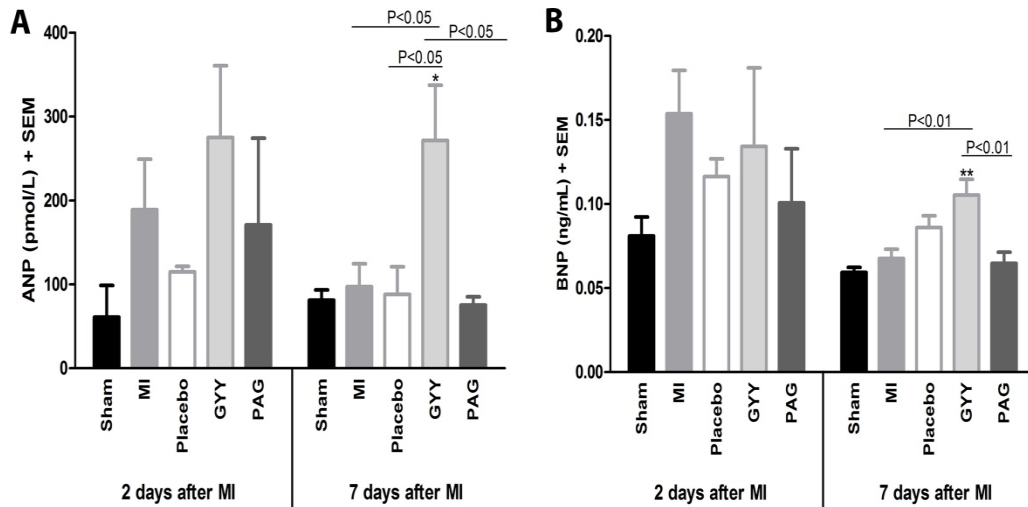 A
ANP (pmol/L) + SEM
400
300
200
100
0
P<0.05
P<0.05
P<0.05
*
Sham
MI
Placebo
GYY
PAG
Sham
MI
Placebo
GYY
PAG
2 days after MI
7 days after MI
B
BNP (ng/mL) + SEM
0.20
0.15
0.10
0.05
0.00
P<0.01
P<0.01
**
Sham
MI
Placebo
GYY
PAG
Sham
MI
Placebo
GYY
PAG
2 days after MI
7 days after MI